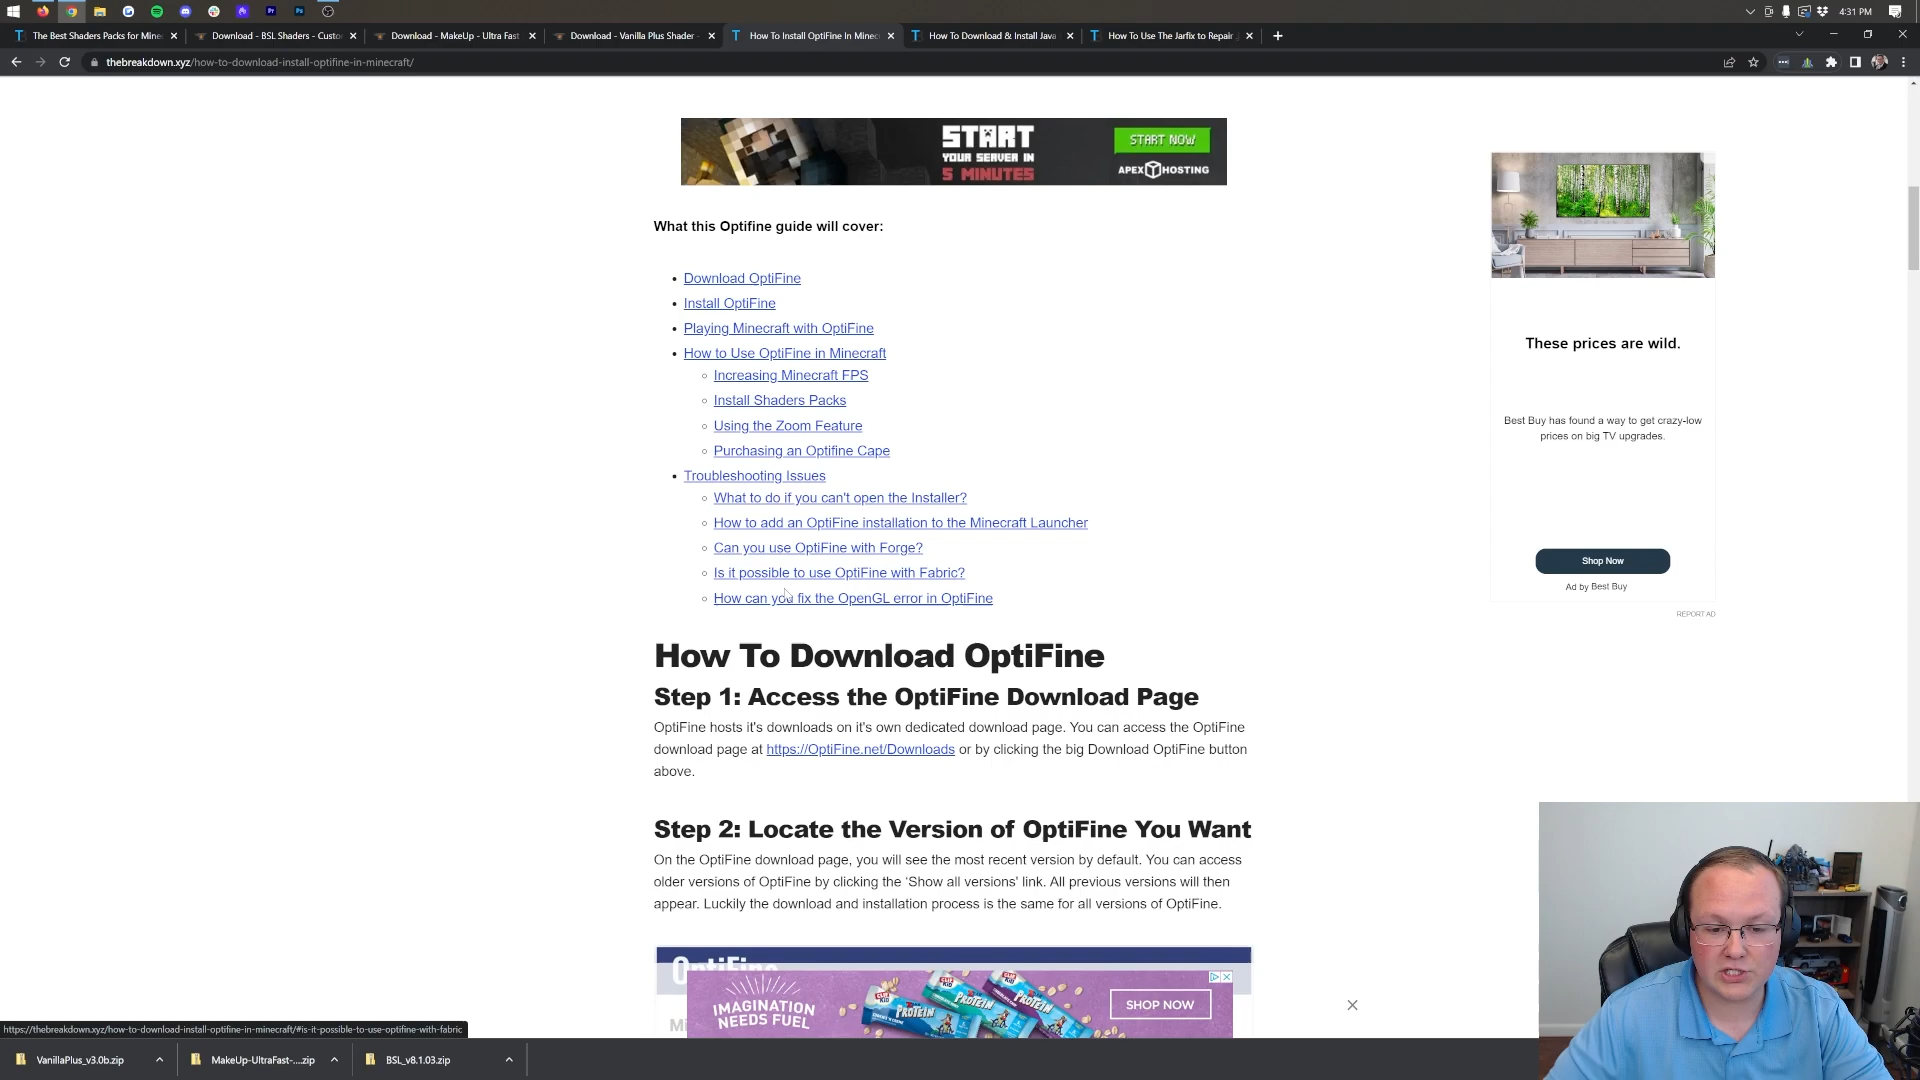 4:31 PM
The Best Shaders Packs for Mine
Download - BSL Shaders - Custo
Download - MakeUp - Ultra Fast
Download - Vanilla Plus Shader -
How To Install OptiFine In Minec
How To Download & Install Java
How To Use The Jarfix to Repair
thebreakdown.xyz/how-to-download-install-optifine-in-minecraft/
START
YOUR SERVER IN
5 MINUTES
START NOW
APEX HOSTING
What this Optifine guide will cover:
Download OptiFine
Install OptiFine
Playing Minecraft with OptiFine
How to Use OptiFine in Minecraft
Increasing Minecraft FPS
Install Shaders Packs
Using the Zoom Feature
Purchasing an Optifine Cape
Troubleshooting Issues
What to do if you can't open the Installer?
How to add an OptiFine installation to the Minecraft Launcher
Can you use OptiFine with Forge?
Is it possible to use OptiFine with Fabric?
How can you fix the OpenGL error in OptiFine
These prices are wild.
Best Buy has found a way to get crazy-low
prices on big TV upgrades.
Shop Now
Ad by Best Buy
REPORT AD
How To Download OptiFine
Step 1: Access the OptiFine Download Page
OptiFine hosts it's downloads on it's own dedicated download page. You can access the OptiFine
download page at https://OptiFine.net/Downloads or by clicking the big Download OptiFine button
above.
Step 2: Locate the Version of OptiFine You Want
On the OptiFine download page, you will see the most recent version by default. You can access
older versions of OptiFine by clicking the 'Show all versions' link. All previous versions will then
appear. Luckily the download and installation process is the same for all versions of OptiFine.
OptiFine
IMAGINATION
NEEDS FUEL
CLIF KID
PROTEIN
CLIF KID
PROTEIN
CLIF KID
PROTEIN
SHOP NOW
Mi
https://thebreakdown.xyz/how-to-download-install-optifine-in-minecraft/#is-it-possible-to-use-optifine-with-fabric
VanillaPlus_v3.0b.zip
MakeUp-UltraFast-....zip
BSL_v8.1.03.zip